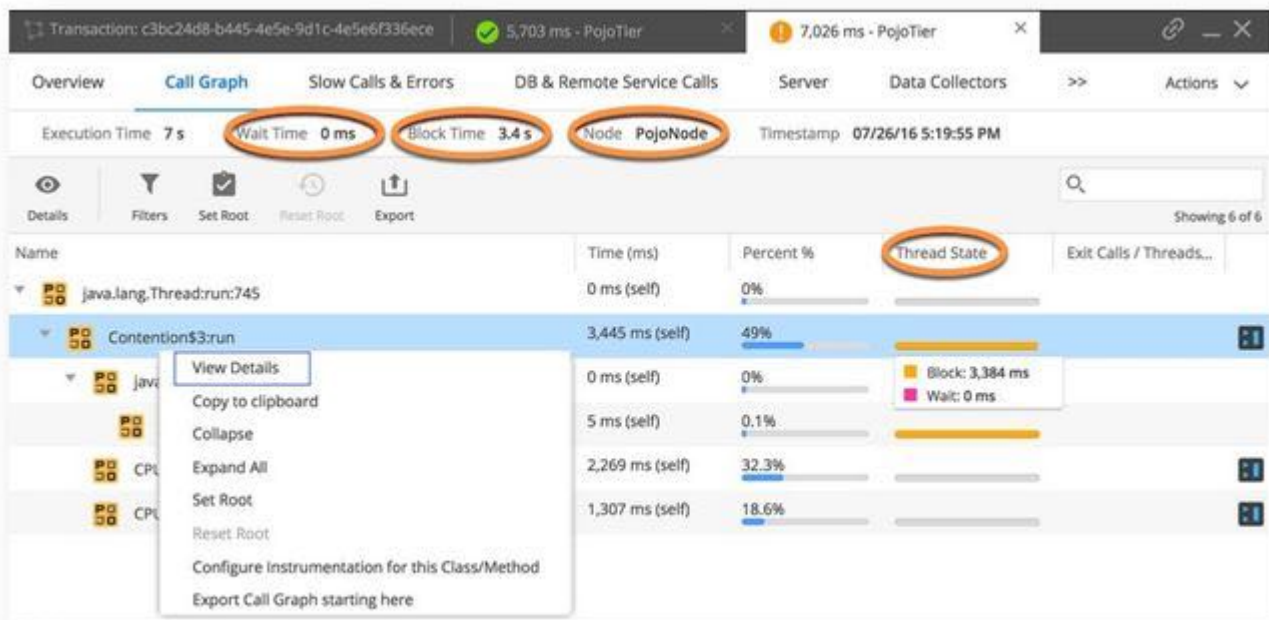 Transaction: c3bc24d8-b445-4e5e-9d1c-4e5e6f336ece 5,703 ms - PojoTier 7,026 ms - PojoTier
Overview Call Graph Slow Calls & Errors DB & Remote Service Calls Server Data Collectors >> Actions
Execution Time 7 s Wait Time 0 ms Block Time 3.4 s Node PojoNode Timestamp 07/26/16 5:19:55 PM
Details Filters Set Root Reset Root Export Showing 6 of 6
Name Time (ms) Percent % Thread State Exit Calls / Threads...
java.lang.Thread:run:745 0 ms (self) 0%
Contention$3:run 3,445 ms (self) 49%
View Details
java 0 ms (self) 0% Block: 3,384 ms
Wait: 0 ms
Copy to clipboard
Collapse 5 ms (self) 0.1%
CPU Expand All 2,269 ms (self) 32.3%
Set Root
CPU 1,307 ms (self) 18.6%
Reset Root
Configure Instrumentation for this Class/Method
Export Call Graph starting here